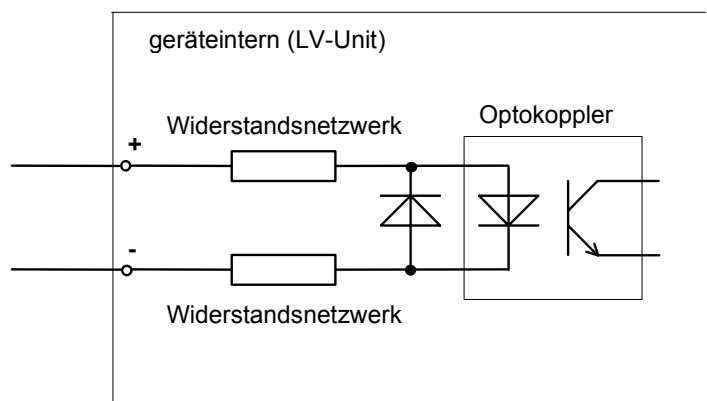 geräteintern (LV-Unit)
Widerstandsnetzwerk
Optokoppler
+
-
Widerstandsnetzwerk